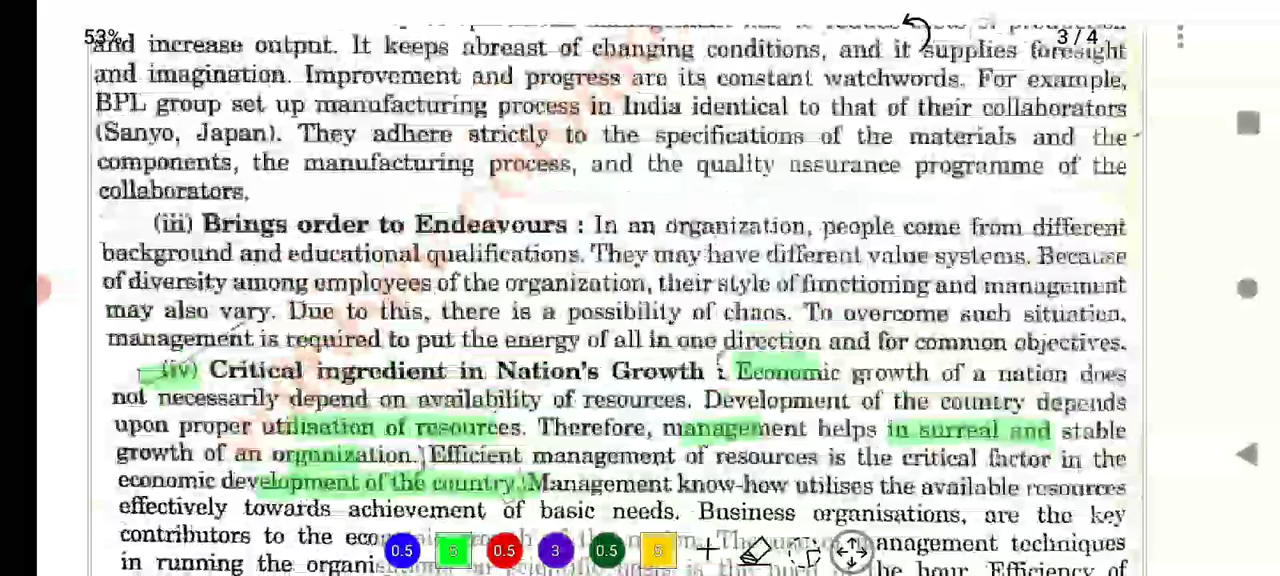 53%
3 / 4
and increase output. It keeps abreast of changing conditions, and it supplies foresight
and imagination. Improvement and progress are its constant watchwords. For example,
BPL group set up manufacturing process in India identical to that of their collaborators
(Sanyo, Japan). They adhere strictly to the specifications of the materials and the
components, the manufacturing process, and the quality assurance programme of the
collaborators.
(iii) Brings order to Endeavours : In an organization, people come from different
background and educational qualifications. They may have different value systems. Because
of diversity among employees of the organization, their style of functioning and management
may also vary. Due to this, there is a possibility of chaos. To overcome such situation,
management is required to put the energy of all in one direction and for common objectives.
(iv) Critical ingredient in Nation's Growth : Economic growth of a nation does
not necessarily depend on availability of resources. Development of the country depends
upon proper utilisation of resources. Therefore, management helps in surreal and stable
growth of an organization. Efficient management of resources is the critical factor in the
economic development of the country. Management know-how utilises the available resources
effectively towards achievement of basic needs. Business organisations, are the key
contributors to the
management techniques
in running the
the hour. Efficiency of
0.5
5
0.5
3
0.5
5